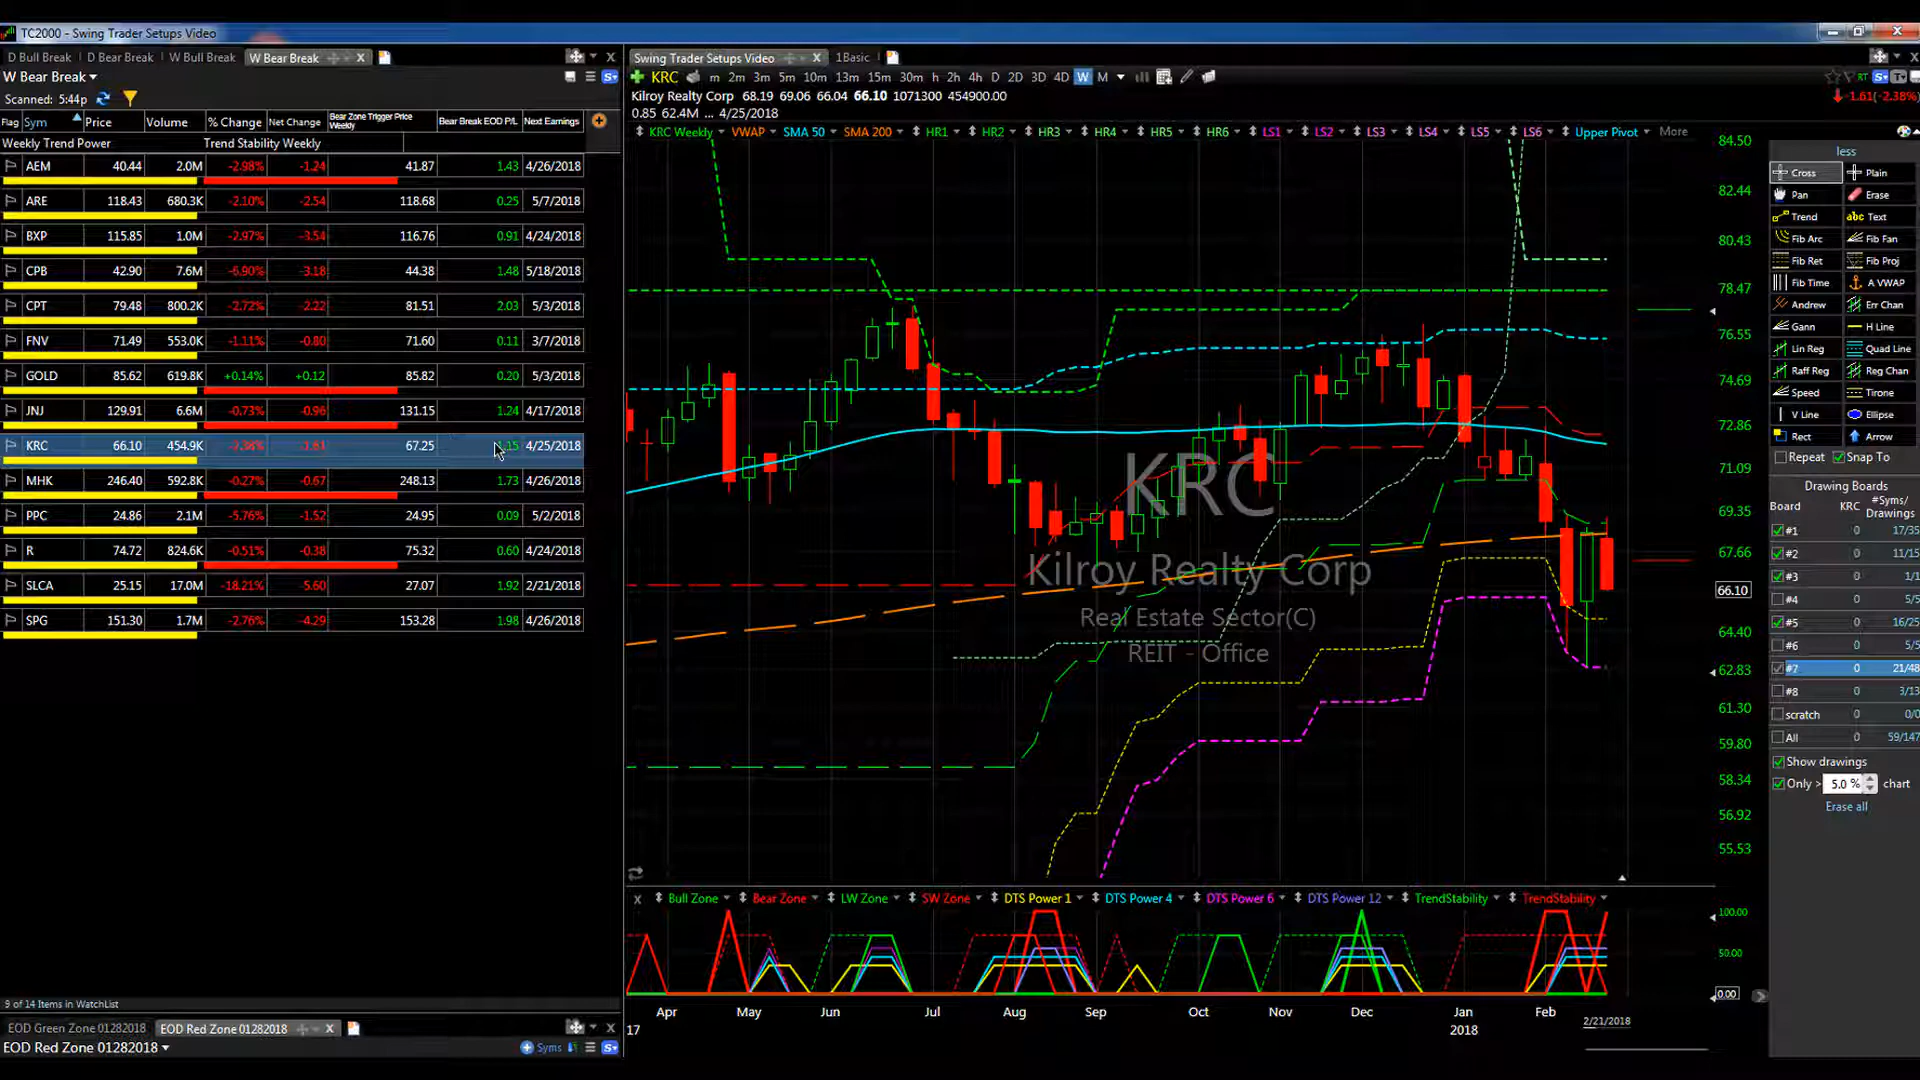 TC2000 - Swing Trader Setups Video
D Bull Break D Bear Break W Bull Break W Bear Break
W Bear Break
Scanned: 5:44p
Flag Sym Price Volume % Change Net Change Bear Zone Trigger Price Weekly Bear Break EOD P/L Next Earnings
Weekly Trend Power Trend Stability Weekly
AEM 40.44 2.0M -2.98% -1.24 41.87 1.43 4/26/2018
ARE 118.43 680.3K -2.10% -2.54 118.68 0.25 5/7/2018
BXP 115.85 1.0M -2.97% -3.54 116.76 0.91 4/24/2018
CPB 42.90 7.6M -6.90% -3.18 44.38 1.48 5/18/2018
CPT 79.48 800.2K -2.72% -2.22 81.51 2.03 5/3/2018
FNV 71.49 553.0K -1.11% -0.80 71.60 0.11 3/7/2018
GOLD 85.62 619.8K +0.14% +0.12 85.82 0.20 5/3/2018
JNJ 129.91 6.6M -0.73% -0.96 131.15 1.24 4/17/2018
KRC 66.10 454.9K -2.38% -1.61 67.25 1.15 4/25/2018
MHK 246.40 592.8K -0.27% -0.67 248.13 1.73 4/26/2018
PPC 24.86 2.1M -5.76% -1.52 24.95 0.09 5/2/2018
R 74.72 824.6K -0.51% -0.38 75.32 0.60 4/24/2018
SLCA 25.15 17.0M -18.21% -5.60 27.07 1.92 2/21/2018
SPG 151.30 1.7M -2.76% -4.29 153.28 1.98 4/26/2018
9 of 14 Items in WatchList
EOD Green Zone 01282018 EOD Red Zone 01282018
EOD Red Zone 01282018 Syms
Swing Trader Setups Video 1Basic
KRC m 2m 3m 5m 10m 13m 15m 30m h 2h 4h D 2D 3D 4D W M
Kilroy Realty Corp 68.19 69.06 66.04 66.10 1071300 454900.00
-1.61(-2.38%)
0.85 62.4M ... 4/25/2018
KRC Weekly VWAP SMA 50 SMA 200 HR1 HR2 HR3 HR4 HR5 HR6 LS1 LS2 LS3 LS4 LS5 LS6 Upper Pivot More
84.50
82.44
80.43
78.47
76.55
74.69
72.86
71.09
69.35
67.66
66.10
64.40
62.83
61.30
59.80
58.34
56.92
55.53
KRC
Kilroy Realty Corp
Real Estate Sector(C)
REIT - Office
Bull Zone Bear Zone LW Zone SW Zone DTS Power 1 DTS Power 4 DTS Power 6 DTS Power 12 TrendStability TrendStability
100.00
50.00
0.00
Apr May Jun Jul Aug Sep Oct Nov Dec Jan Feb
17 2018 2/21/2018
less
Cross Plain
Pan Erase
Trend abc Text
Fib Arc Fib Fan
Fib Ret Fib Proj
Fib Time A VWAP
Andrew Err Chan
Gann H Line
Lin Reg Quad Line
Raff Reg Reg Chan
Speed Tirone
V Line Ellipse
Rect Arrow
Repeat Snap To
Drawing Boards
Board KRC #Syms/ Drawings
#1 0 17/35
#2 0 11/15
#3 0 1/1
#4 0 5/5
#5 0 16/25
#6 0 5/5
#7 0 21/48
#8 0 3/13
scratch 0 0/0
All 0 59/147
Show drawings
Only > 5.0 % chart
Erase all